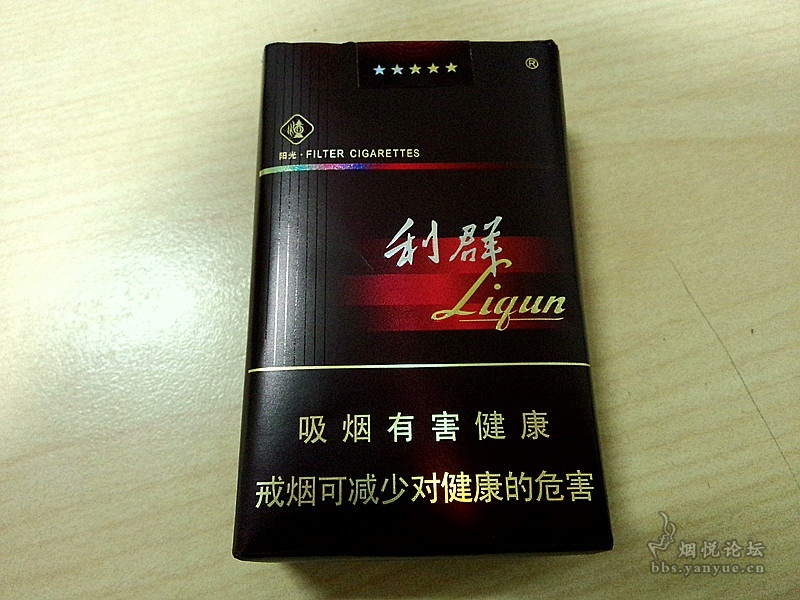 ★★★★★
®
阳光·FILTER CIGARETTES
利群
Liqun
吸烟有害健康
戒烟可减少对健康的危害
烟悦论坛
bbs.yanyue.cn